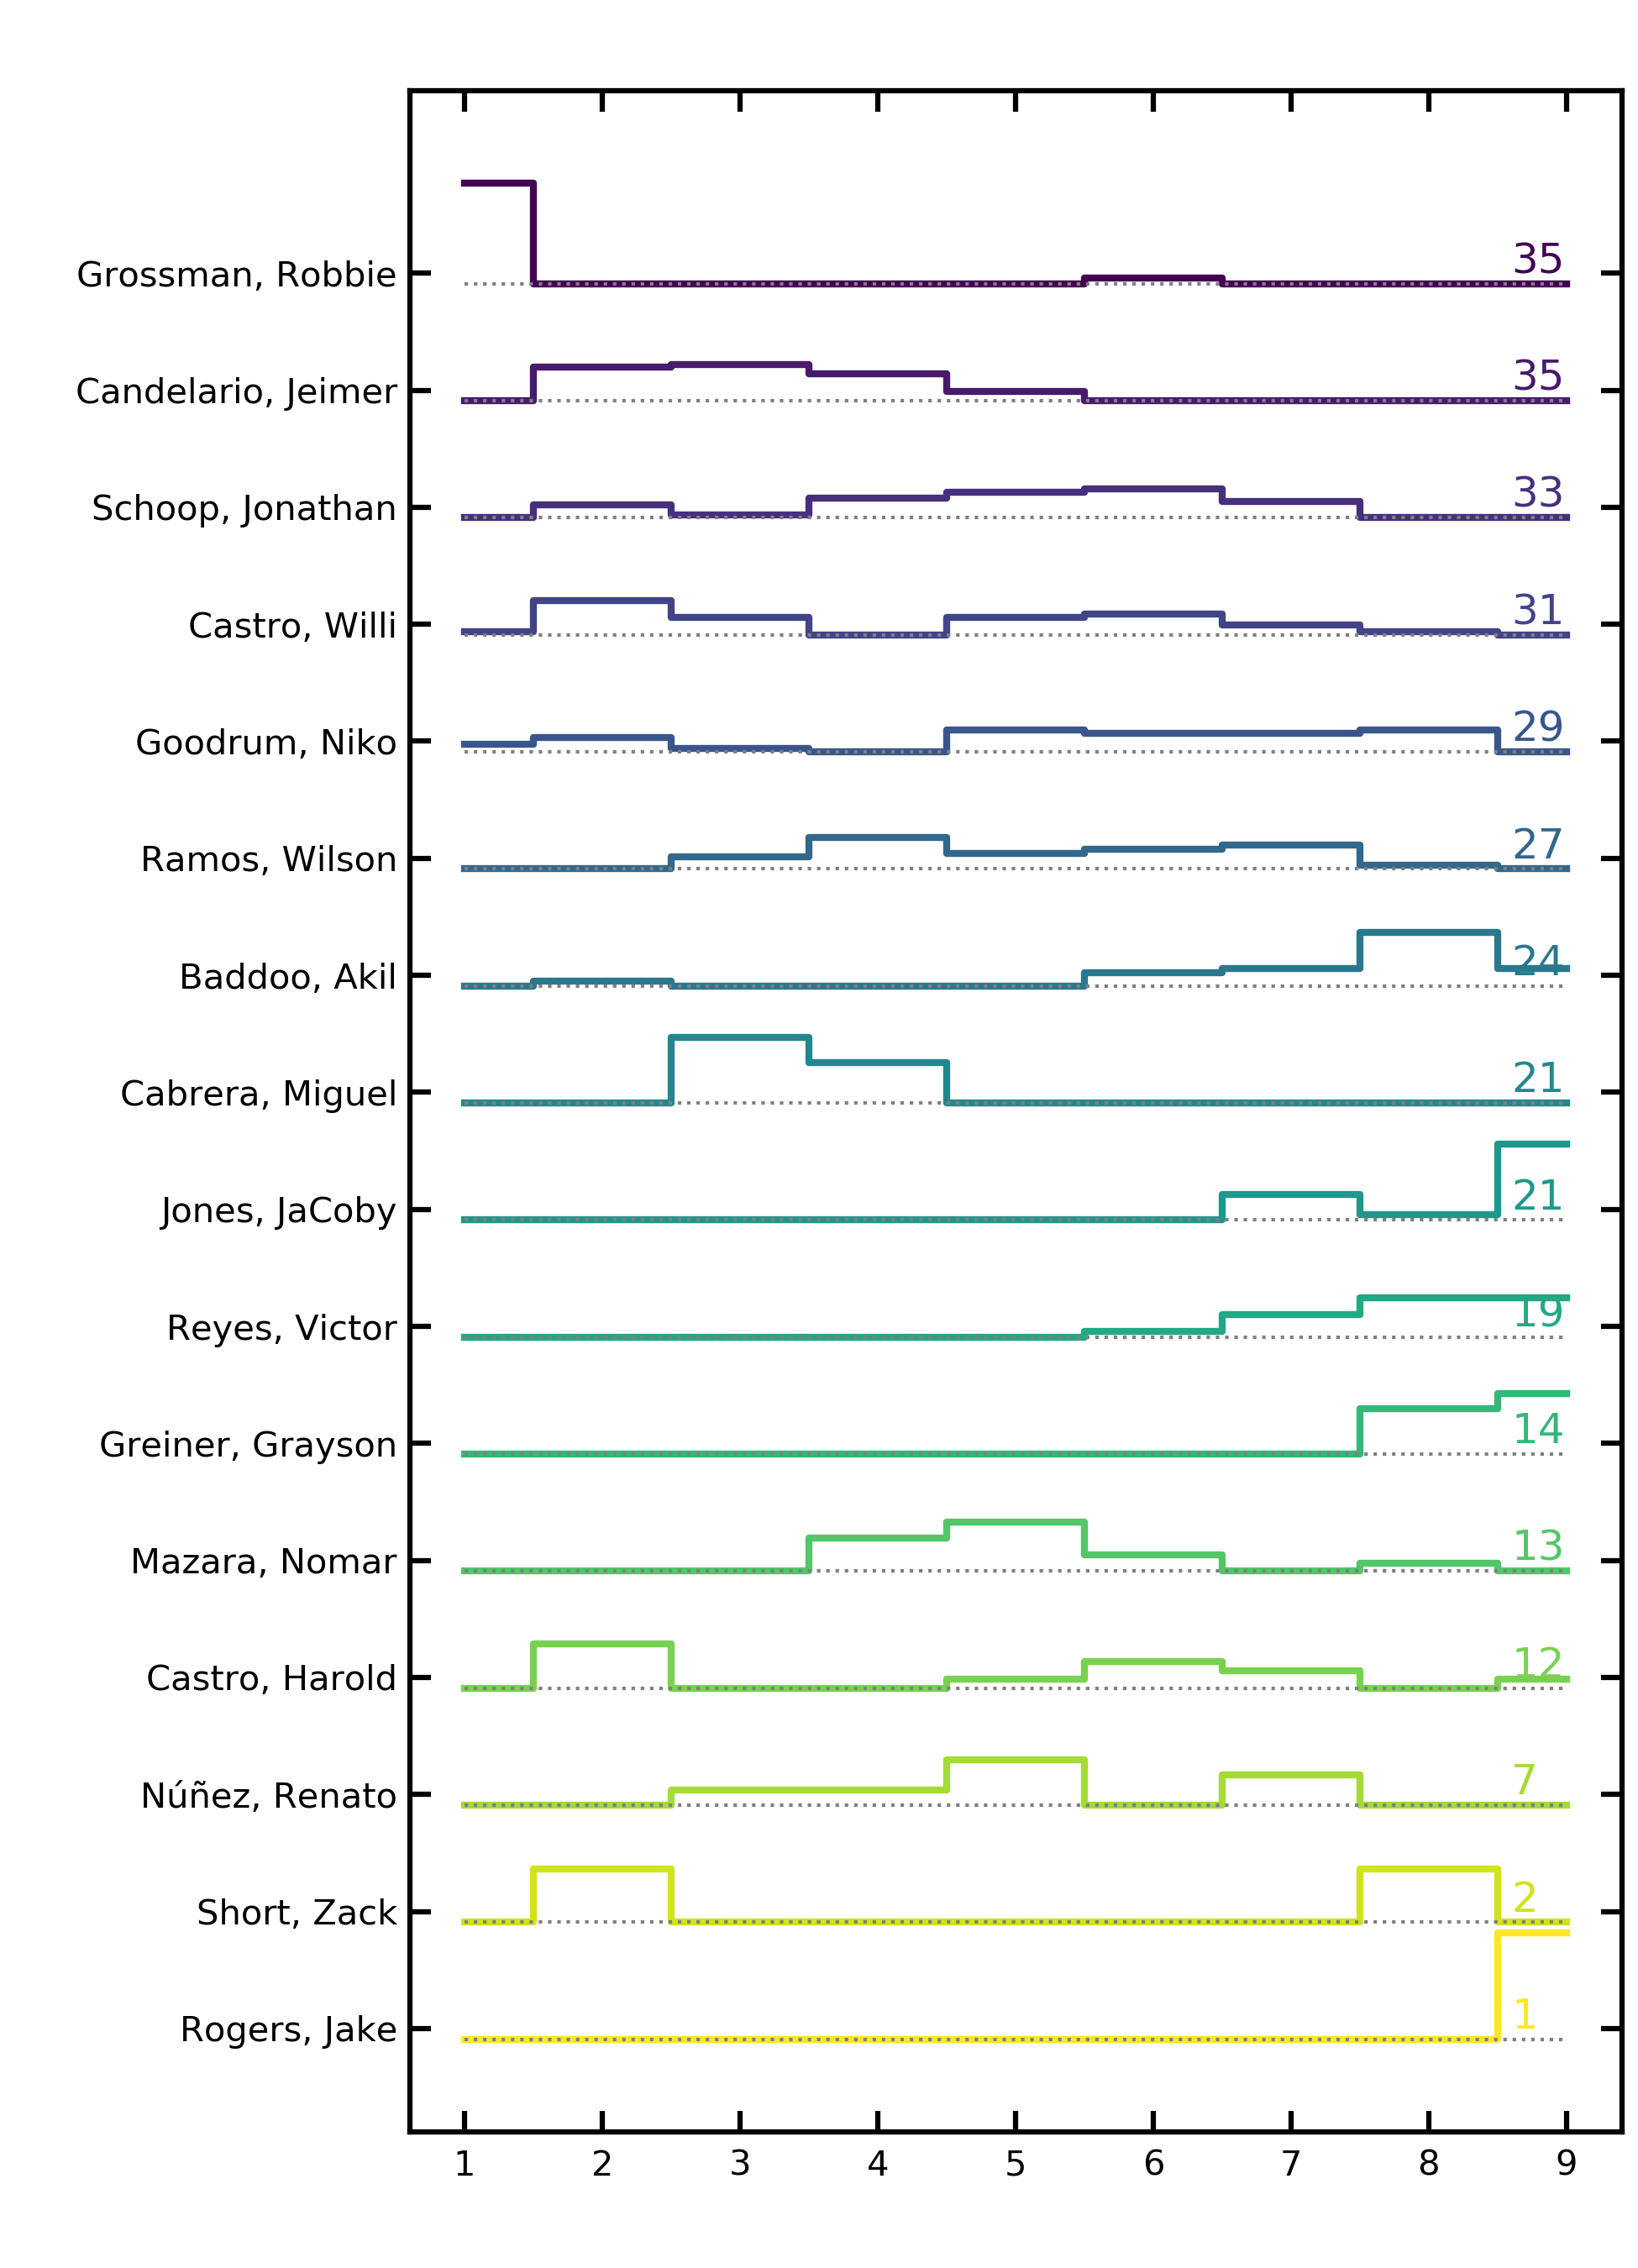 Grossman, Robbie 35
Candelario, Jeimer 35
Schoop, Jonathan 33
Castro, Willi 31
Goodrum, Niko 29
Ramos, Wilson 27
Baddoo, Akil 24
Cabrera, Miguel 21
Jones, JaCoby 21
Reyes, Victor 19
Greiner, Grayson 14
Mazara, Nomar 13
Castro, Harold 12
Núñez, Renato 7
Short, Zack 2
Rogers, Jake 1
1 2 3 4 5 6 7 8 9